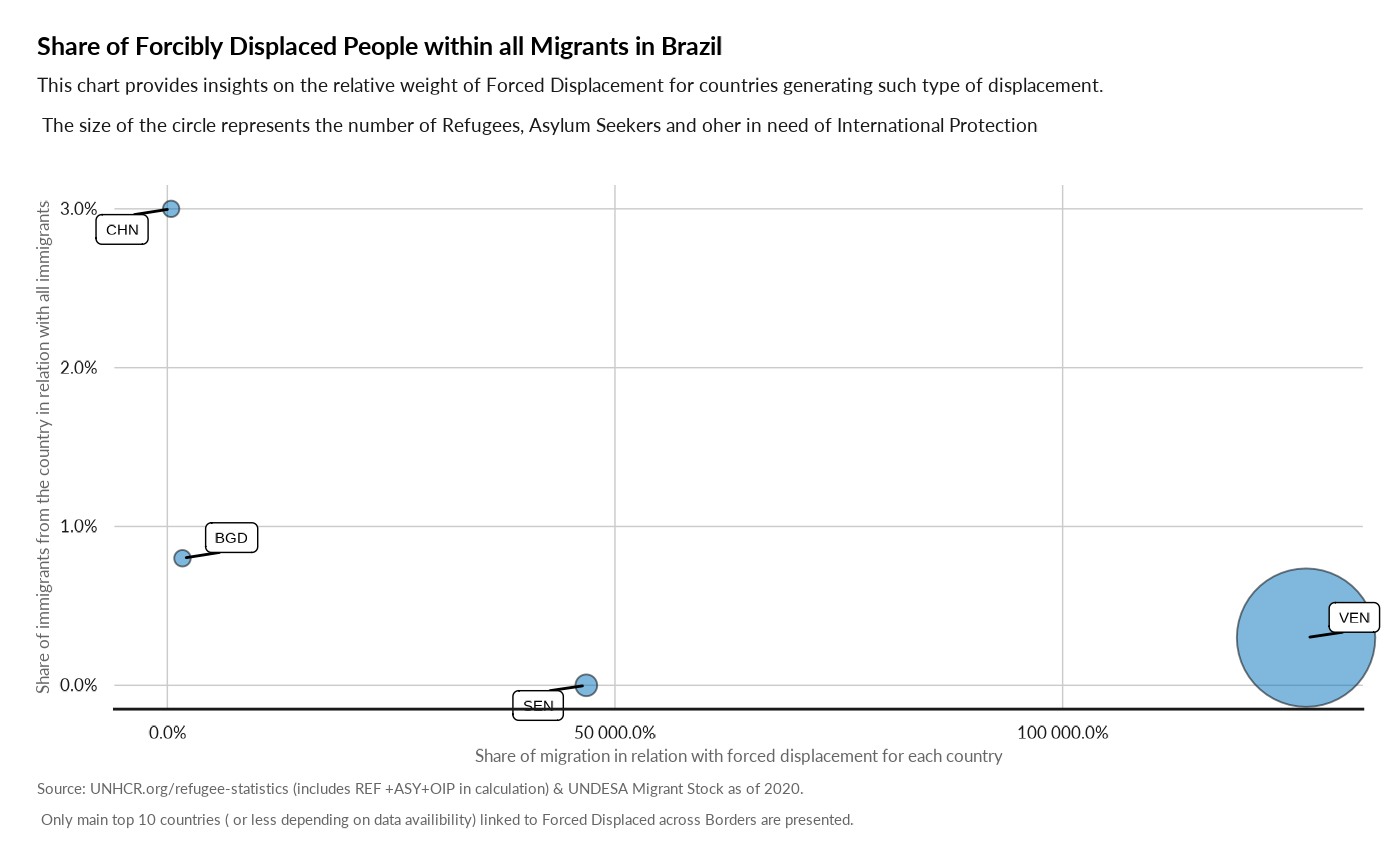 Share of Forcibly Displaced People within all Migrants in Brazil
This chart provides insights on the relative weight of Forced Displacement for countries generating such type of displacement.
The size of the circle represents the number of Refugees, Asylum Seekers and oher in need of International Protection
Share of immigrants from the country in relation with all immigrants
3.0%
CHN
2.0%
1.0%
BGD
VEN
0.0%
SEN
0.0%
50 000.0%
100 000.0%
Share of migration in relation with forced displacement for each country
Source: UNHCR.org/refugee-statistics (includes REF +ASY+OIP in calculation) & UNDESA Migrant Stock as of 2020.
Only main top 10 countries ( or less depending on data availibility) linked to Forced Displaced across Borders are presented.